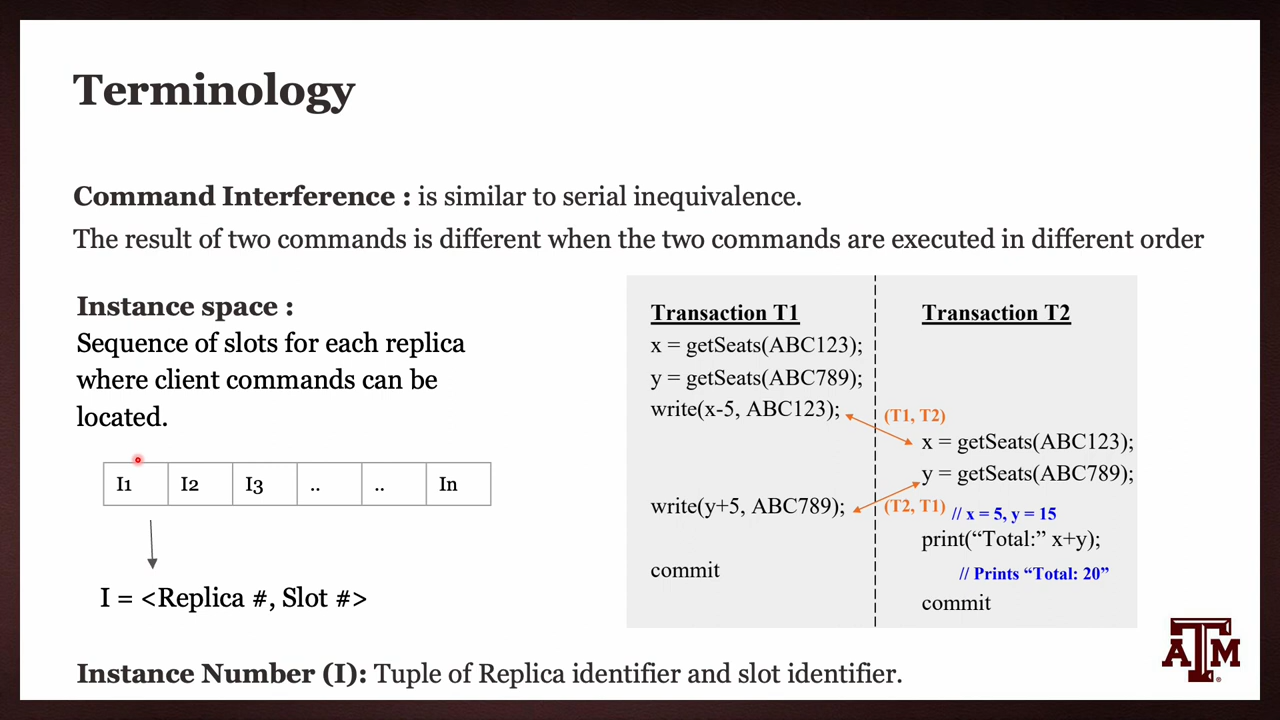 Terminology
Command Interference : is similar to serial inequivalence.
The result of two commands is different when the two commands are executed in different order
Instance space :
Sequence of slots for each replica
where client commands can be
located.
I1 I2 I3 .. .. In
I = <Replica #, Slot #>
Transaction T1
x = getSeats(ABC123);
y = getSeats(ABC789);
write(x-5, ABC123);
write(y+5, ABC789);
commit
(T1, T2)
(T2, T1)
Transaction T2
x = getSeats(ABC123);
y = getSeats(ABC789);
// x = 5, y = 15
print(“Total:” x+y);
// Prints “Total: 20”
commit
Instance Number (I): Tuple of Replica identifier and slot identifier.
ATM